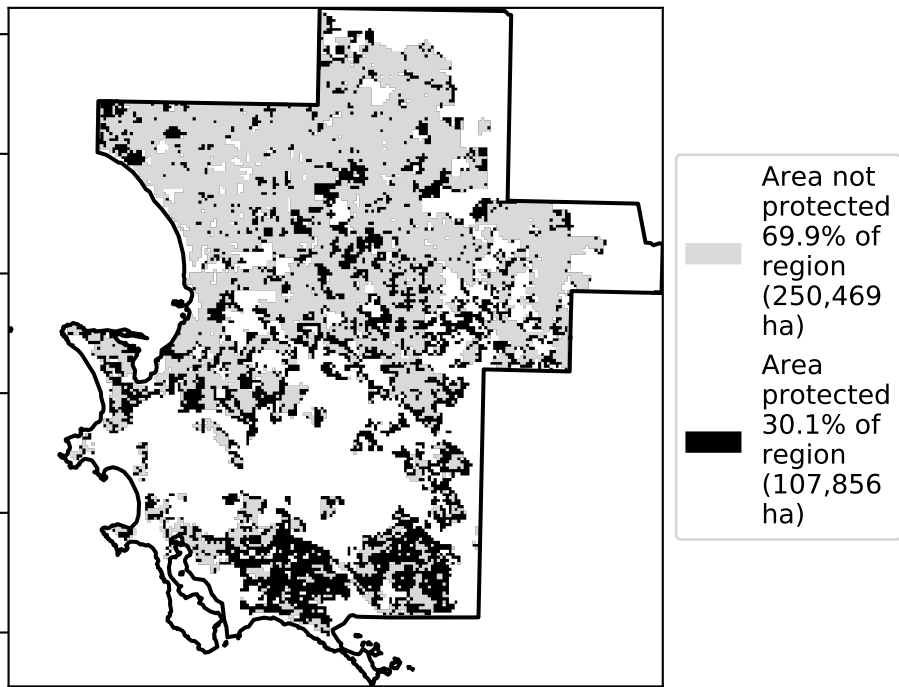 Area not
protected
69.9% of
region
(250,469
ha)
Area
protected
30.1% of
region
(107,856
ha)